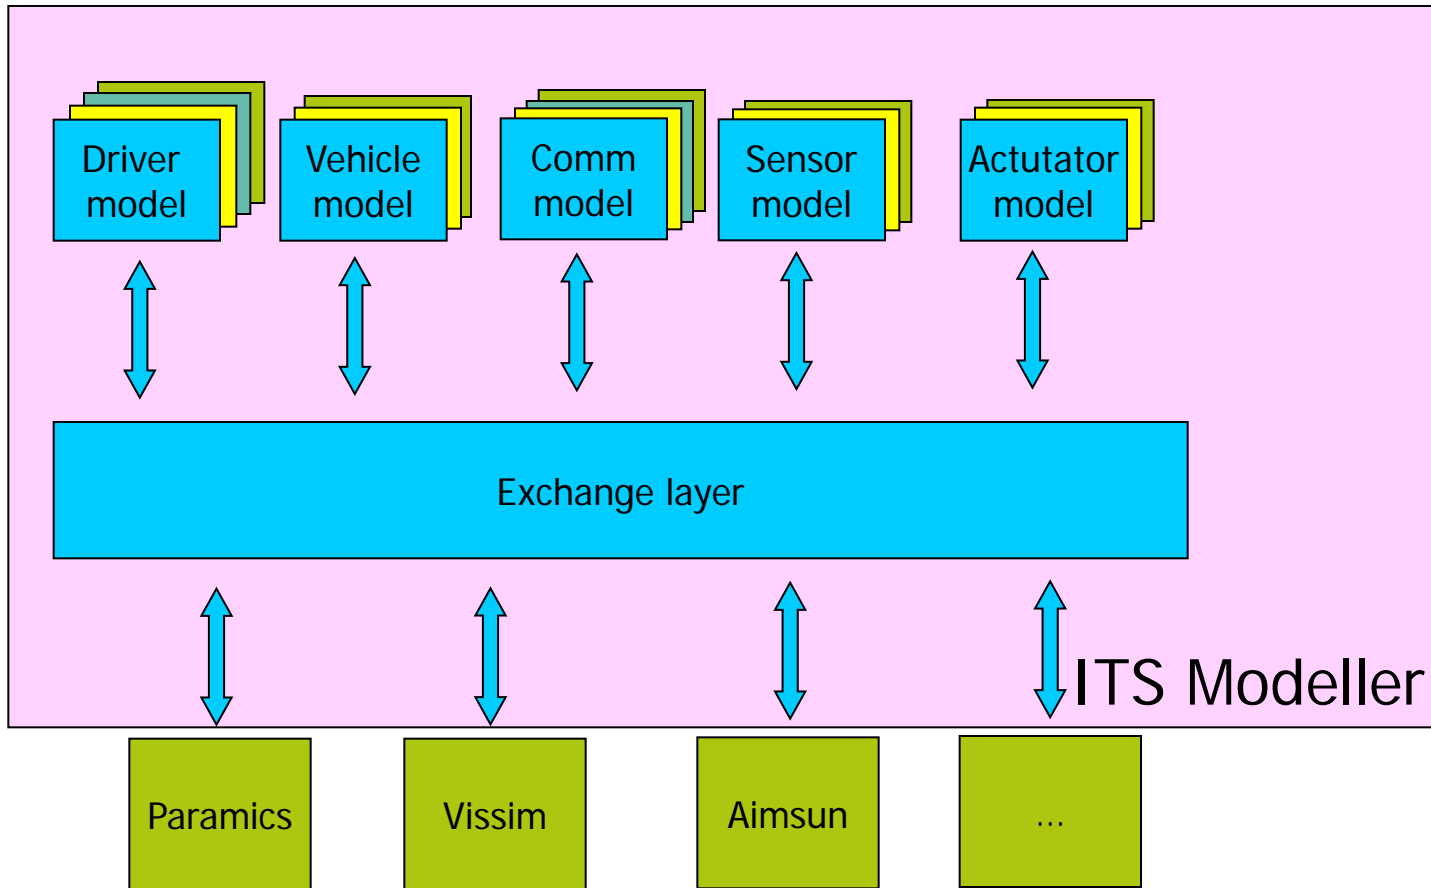 Driver
model
Vehicle
model
Comm
model
Sensor
model
Actutator
model
Exchange layer
ITS Modeller
Paramics
Vissim
Aimsun
...